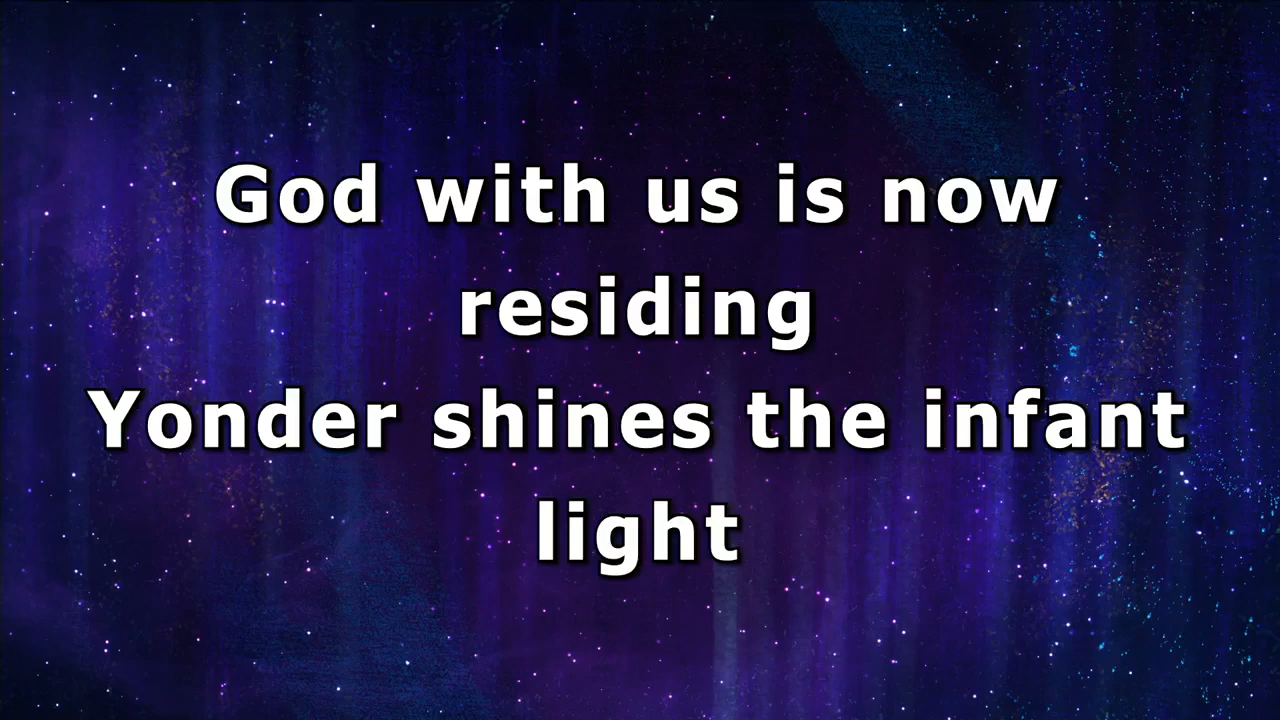 God with us is now
residing
Yonder shines the infant
light